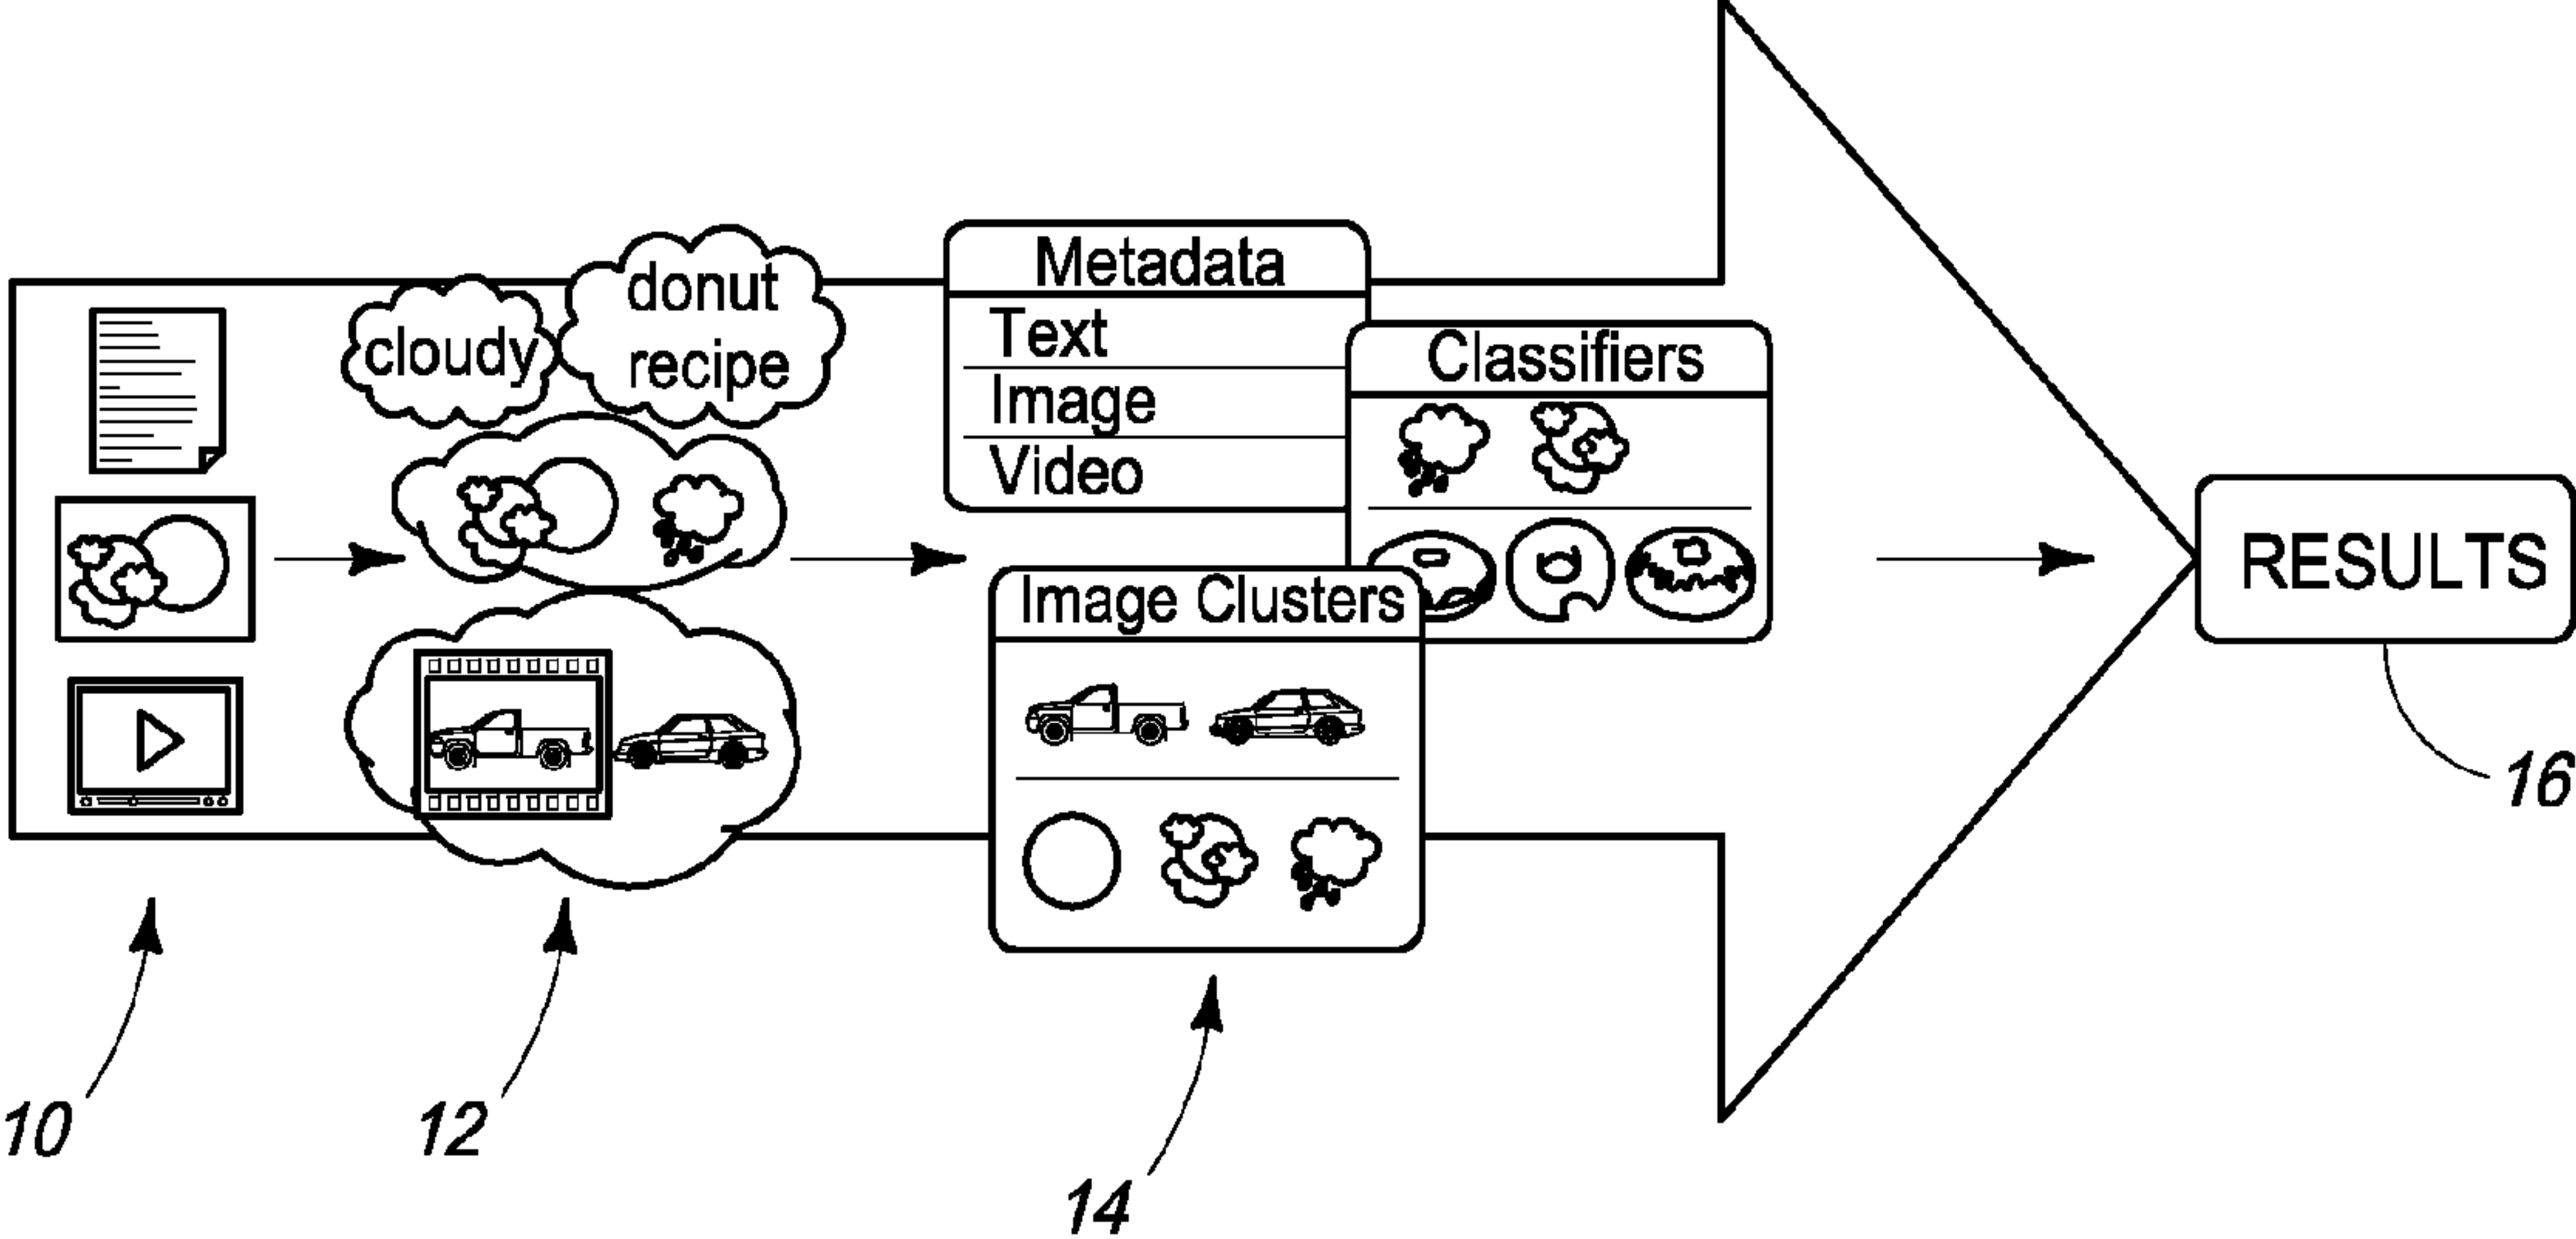 cloudy
donut
recipe
Metadata
Text
Image
Video
Classifiers
Image Clusters
RESULTS
16
10
12
14